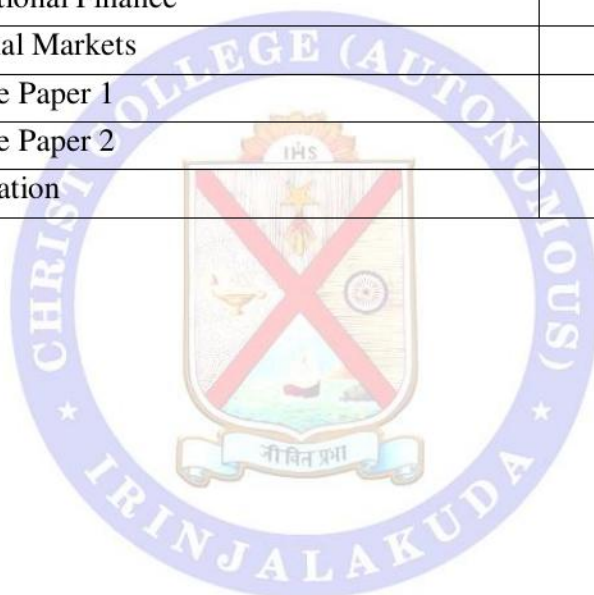 tional Finance
al Markets
e Paper 1
e Paper 2
ation
CHRIST COLLEGE (AUTONOMOUS)
IHS
जीवित प्रभा
IRINJALAKUDA